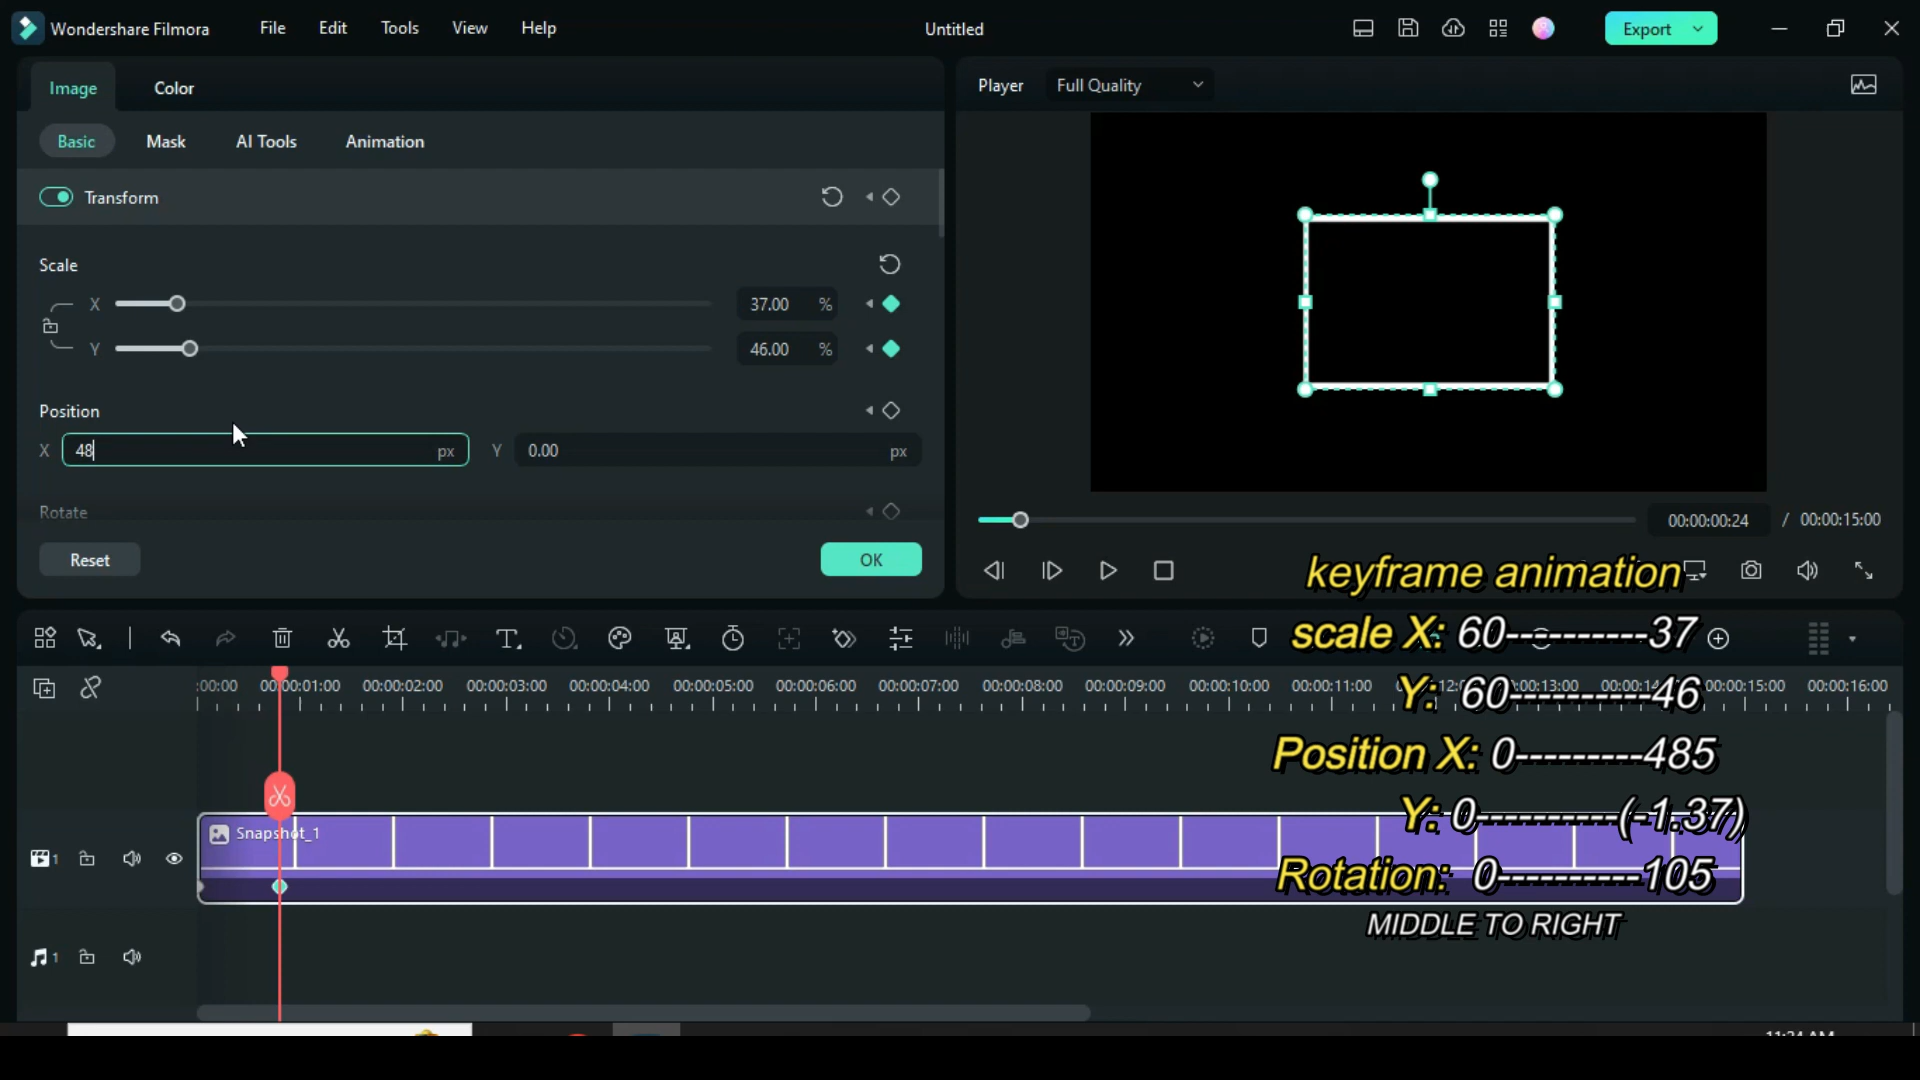 Wondershare Filmora File Edit Tools View Help Untitled Export
Image Color
Player Full Quality
Basic Mask AI Tools Animation
Transform
Scale
X 37.00 %
Y 46.00 %
Position
X 48 px Y 0.00 px
Rotate
Reset OK
00:00:00:24 / 00:00:15:00
keyframe animation
scale X: 60----------37
Y: 60----------46
Position X: 0---------485
Y: 0----------(-1.37)
Rotation: 0----------105
MIDDLE TO RIGHT
:00:00 00:00:01:00 00:00:02:00 00:00:03:00 00:00:04:00 00:00:05:00 00:00:06:00 00:00:07:00 00:00:08:00 00:00:09:00 00:00:10:00 00:00:11:00 00:00:15:00 00:00:16:00
Snapshot_1
1
1